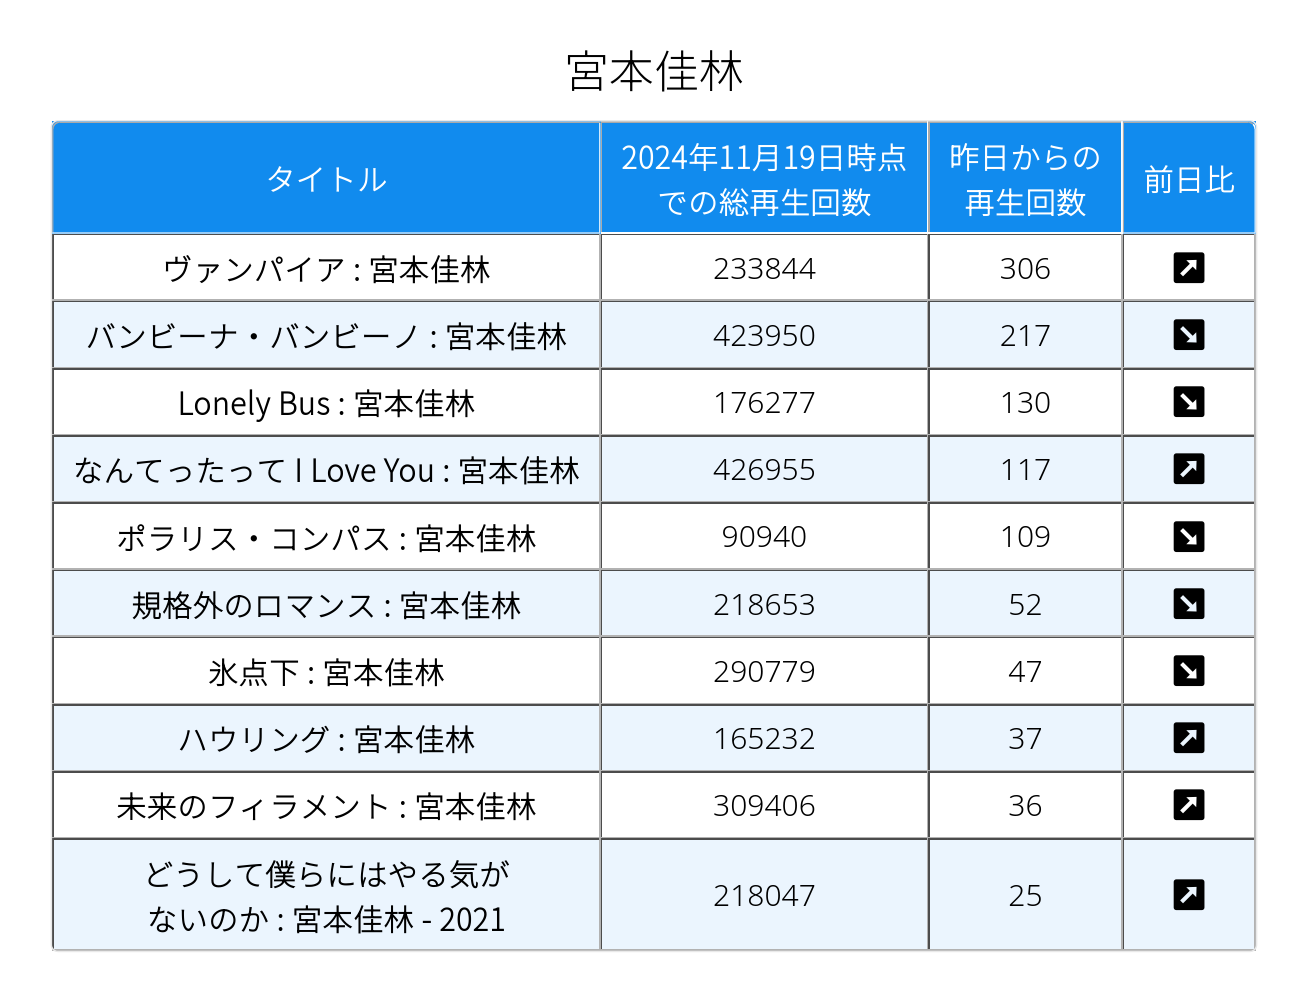 宮本佳林
タイトル
2024年11月19日時点
での総再生回数
昨日からの
再生回数
前日比
ヴァンパイア : 宮本佳林 233844 306 ↗
バンビーナ・バンビーノ : 宮本佳林 423950 217 ↘
Lonely Bus : 宮本佳林 176277 130 ↘
なんてったって I Love You : 宮本佳林 426955 117 ↗
ポラリス・コンパス : 宮本佳林 90940 109 ↘
規格外のロマンス : 宮本佳林 218653 52 ↘
氷点下 : 宮本佳林 290779 47 ↘
ハウリング : 宮本佳林 165232 37 ↗
未来のフィラメント : 宮本佳林 309406 36 ↗
どうして僕らにはやる気が
ないのか : 宮本佳林 - 2021 218047 25 ↗